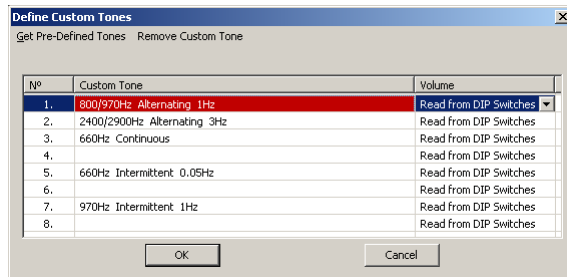 Define Custom Tones
Get Pre-Defined Tones Remove Custom Tone
Nº Custom Tone Volume
1. 800/970Hz Alternating 1Hz Read from DIP Switches
2. 2400/2900Hz Alternating 3Hz Read from DIP Switches
3. 660Hz Continuous Read from DIP Switches
4. Read from DIP Switches
5. 660Hz Intermittent 0.05Hz Read from DIP Switches
6. Read from DIP Switches
7. 970Hz Intermittent 1Hz Read from DIP Switches
8. Read from DIP Switches
OK Cancel